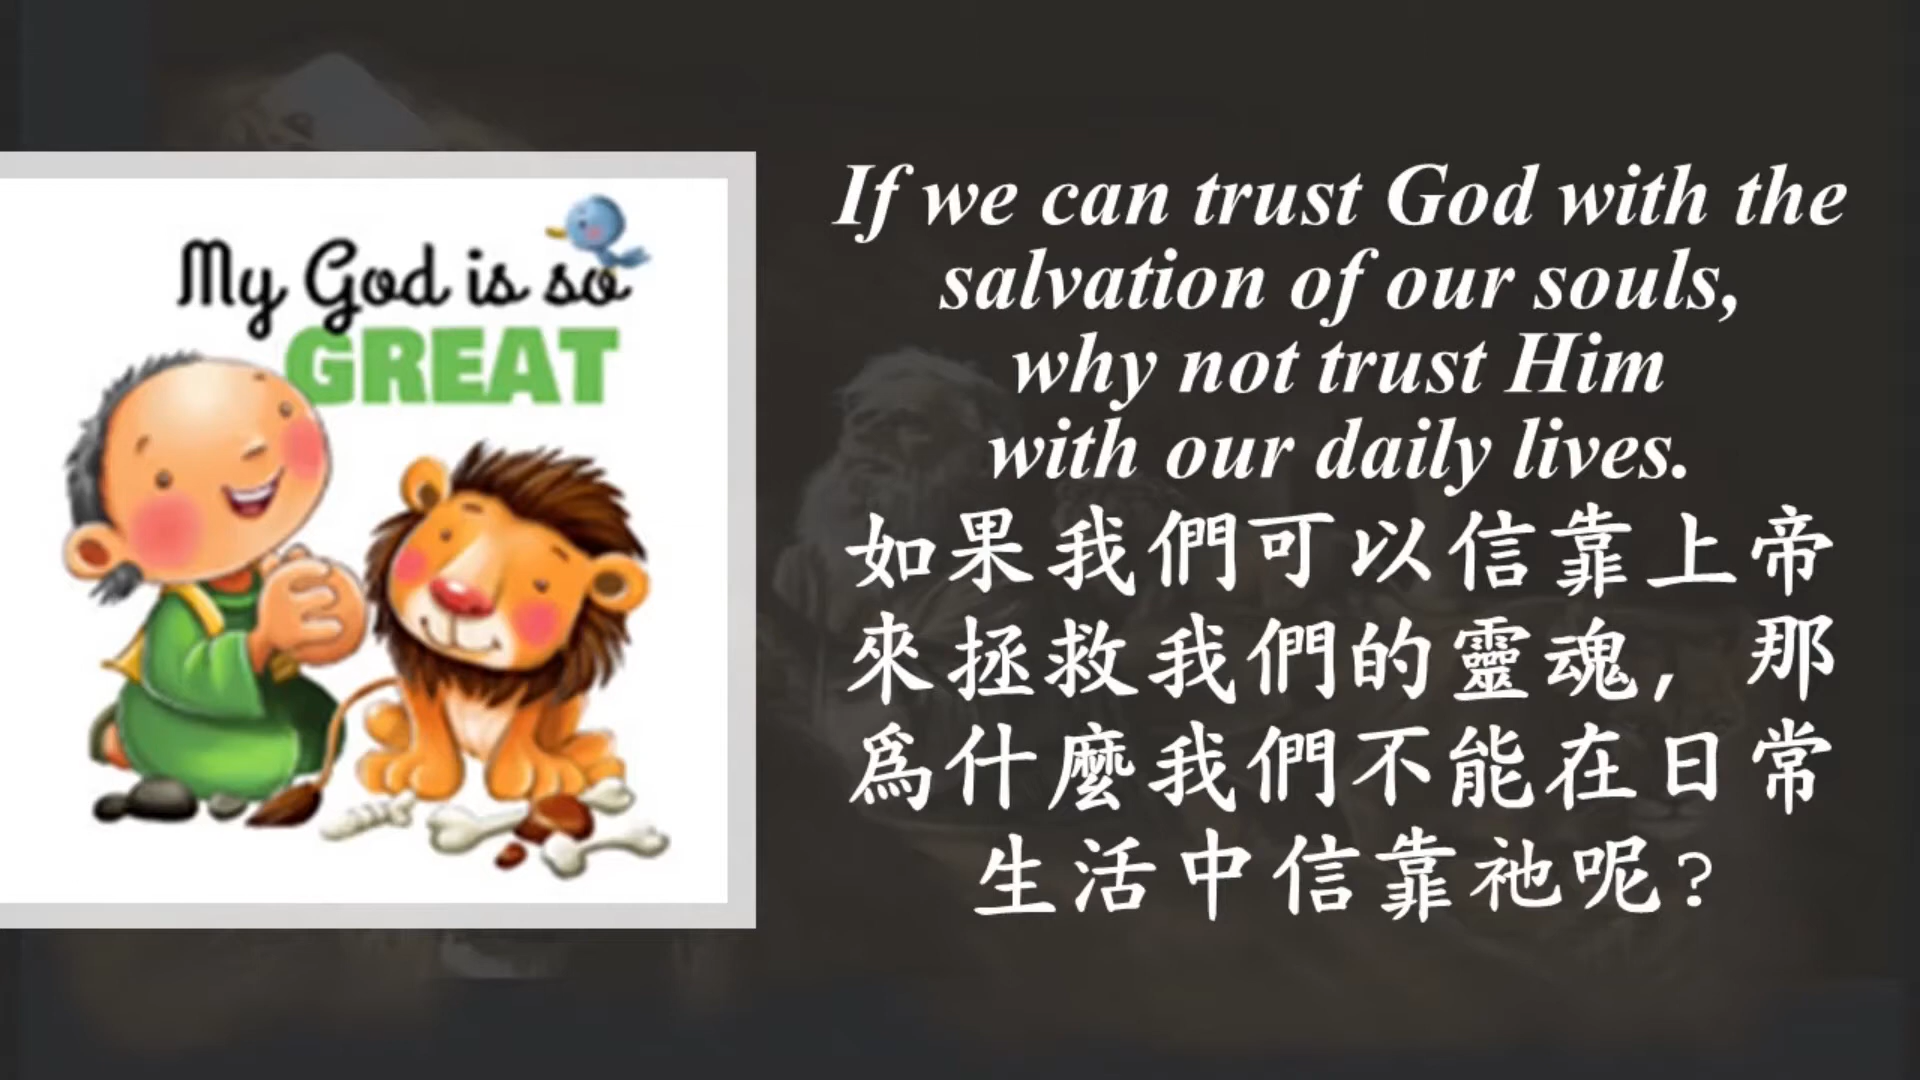 My God is so
GREAT
If we can trust God with the
salvation of our souls,
why not trust Him
with our daily lives.
如果我們可以信靠上帝
來拯救我們的靈魂，那
爲什麼我們不能在日常
生活中信靠祂呢？